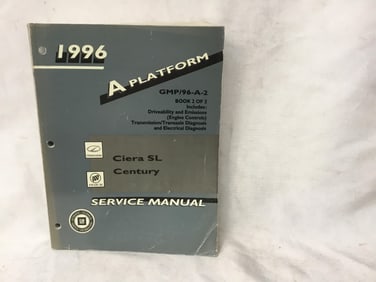 1996
A PLATFORM
GMP/96-A-2
BOOK 2 OF 2
Includes:
Driveability and Emissions
(Engine Controls)
Transmission/Transaxle Diagnosis
and Electrical Diagnosis
Ciera SL
Century
SERVICE MANUAL
GM